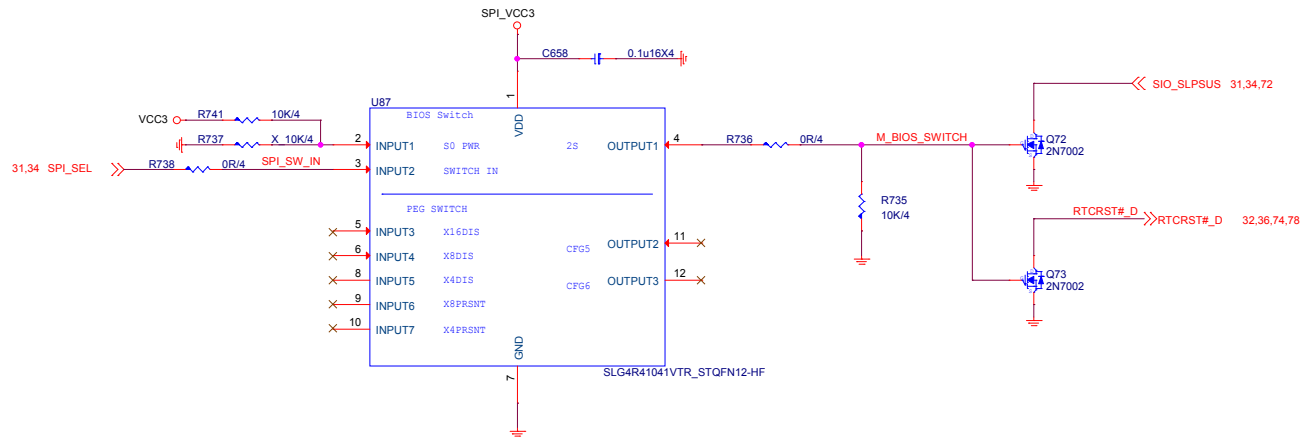 SPI_VCC3
C658 0.1u16X4
SIO_SLPSUS 31,34,72
1
U87
BIOS Switch
VDD
VCC3 R741 10K/4
R737 X_10K/4 2 INPUT1 S0 PWR 2S OUTPUT1 4 R736 0R/4 M_BIOS_SWITCH
Q72
2N7002
31,34 SPI_SEL R738 0R/4 SPI_SW_IN 3 INPUT2 SWITCH IN
R735
10K/4
PEG SWITCH
5 INPUT3 X16DIS
RTCRST#_D RTCRST#_D 32,36,74,78
6 INPUT4 X8DIS CFG5 OUTPUT2 11
8 INPUT5 X4DIS CFG6 OUTPUT3 12
Q73
2N7002
9 INPUT6 X8PRSNT
10 INPUT7 X4PRSNT
GND
7
SLG4R41041VTR_STQFN12-HF